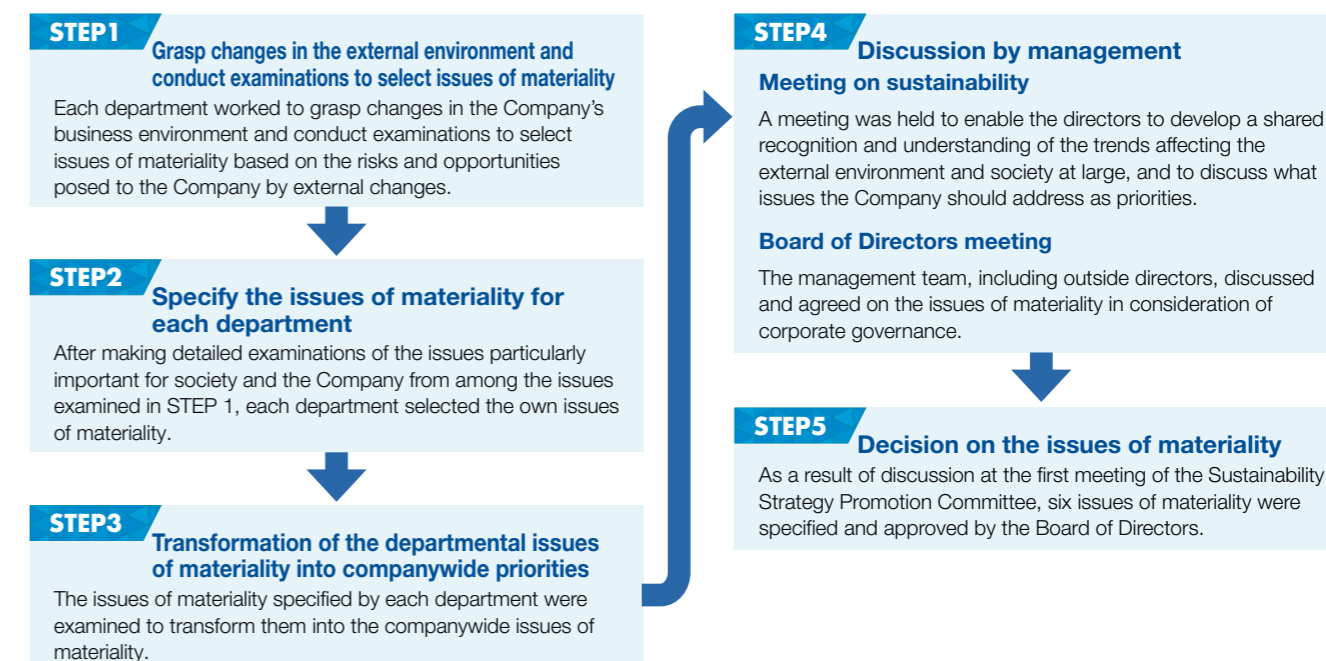 STEP1
Grasp changes in the external environment and
conduct examinations to select issues of materiality
Each department worked to grasp changes in the Company's
business environment and conduct examinations to select
issues of materiality based on the risks and opportunities
posed to the Company by external changes.
STEP2
Specify the issues of materiality for
each department
After making detailed examinations of the issues particularly
important for society and the Company from among the issues
examined in STEP 1, each department selected the own issues
of materiality.
STEP3
Transformation of the departmental issues
of materiality into companywide priorities
The issues of materiality specified by each department were
examined to transform them into the companywide issues of
materiality.
STEP4
Discussion by management
Meeting on sustainability
A meeting was held to enable the directors to develop a shared
recognition and understanding of the trends affecting the
external environment and society at large, and to discuss what
issues the Company should address as priorities.
Board of Directors meeting
The management team, including outside directors, discussed
and agreed on the issues of materiality in consideration of
corporate governance.
STEP5
Decision on the issues of materiality
As a result of discussion at the first meeting of the Sustainability
Strategy Promotion Committee, six issues of materiality were
specified and approved by the Board of Directors.